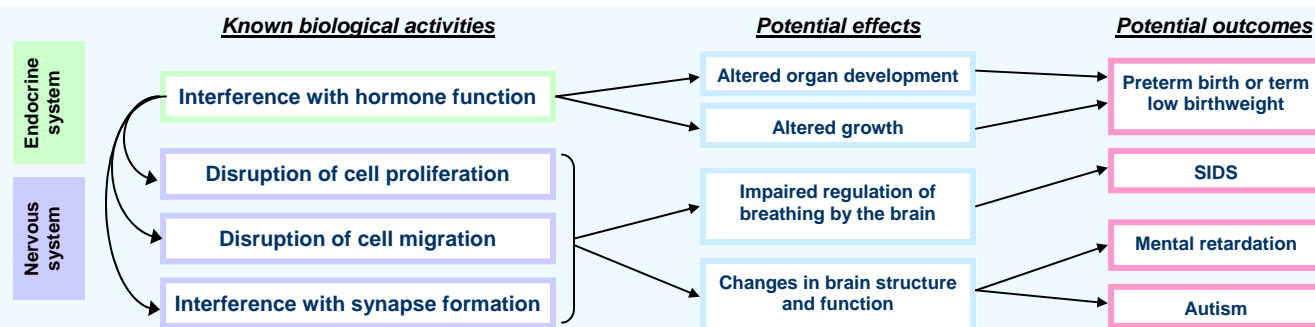 Known biological activities
Potential effects
Potential outcomes
Endocrine
system
Interference with hormone function
Altered organ development
Altered growth
Preterm birth or term
low birthweight
Nervous
system
Disruption of cell proliferation
Disruption of cell migration
Interference with synapse formation
Impaired regulation of
breathing by the brain
Changes in brain structure
and function
SIDS
Mental retardation
Autism